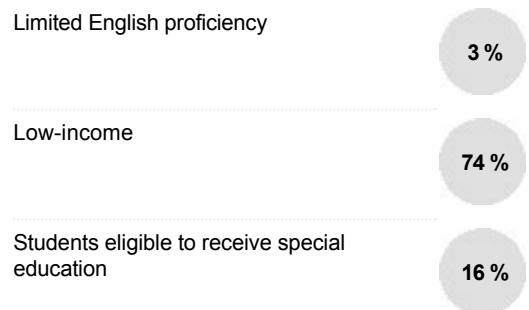 Limited English proficiency
3 %
Low-income
74 %
Students eligible to receive special
education
16 %